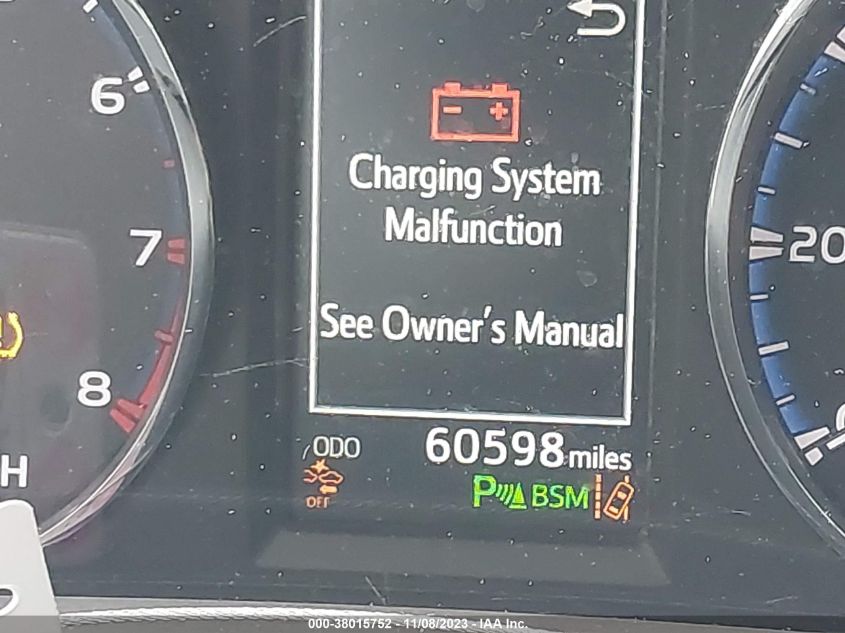 6
Charging System
Malfunction
7
20
See Owner's Manual
8
ODO 60598 miles
OFF P BSM
H
000-38015752 - 11/08/2023 - IAA Inc.